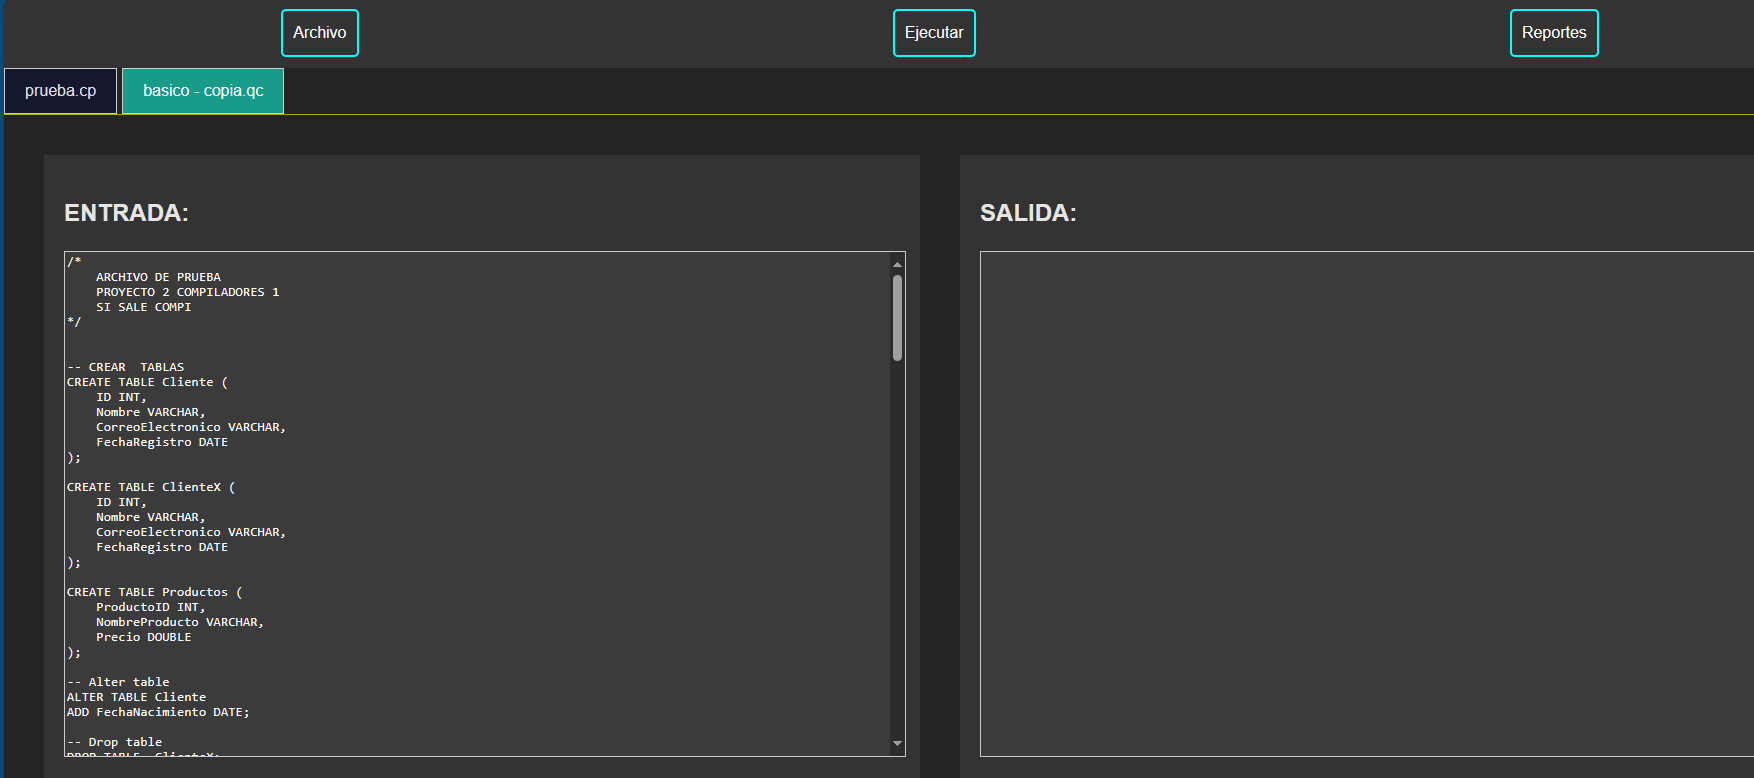 Archivo
Ejecutar
Reportes
prueba.cp
basico - copia.qc
ENTRADA:
/*
    ARCHIVO DE PRUEBA
    PROYECTO 2 COMPILADORES 1
    SI SALE COMPI
*/
-- CREAR  TABLAS
CREATE TABLE Cliente (
    ID INT,
    Nombre VARCHAR,
    CorreoElectronico VARCHAR,
    FechaRegistro DATE
);
CREATE TABLE ClienteX (
    ID INT,
    Nombre VARCHAR,
    CorreoElectronico VARCHAR,
    FechaRegistro DATE
);
CREATE TABLE Productos (
    ProductoID INT,
    NombreProducto VARCHAR,
    Precio DOUBLE
);
-- Alter table
ALTER TABLE Cliente
ADD FechaNacimiento DATE;
-- Drop table
DROP TABLE  ClienteX;
SALIDA: